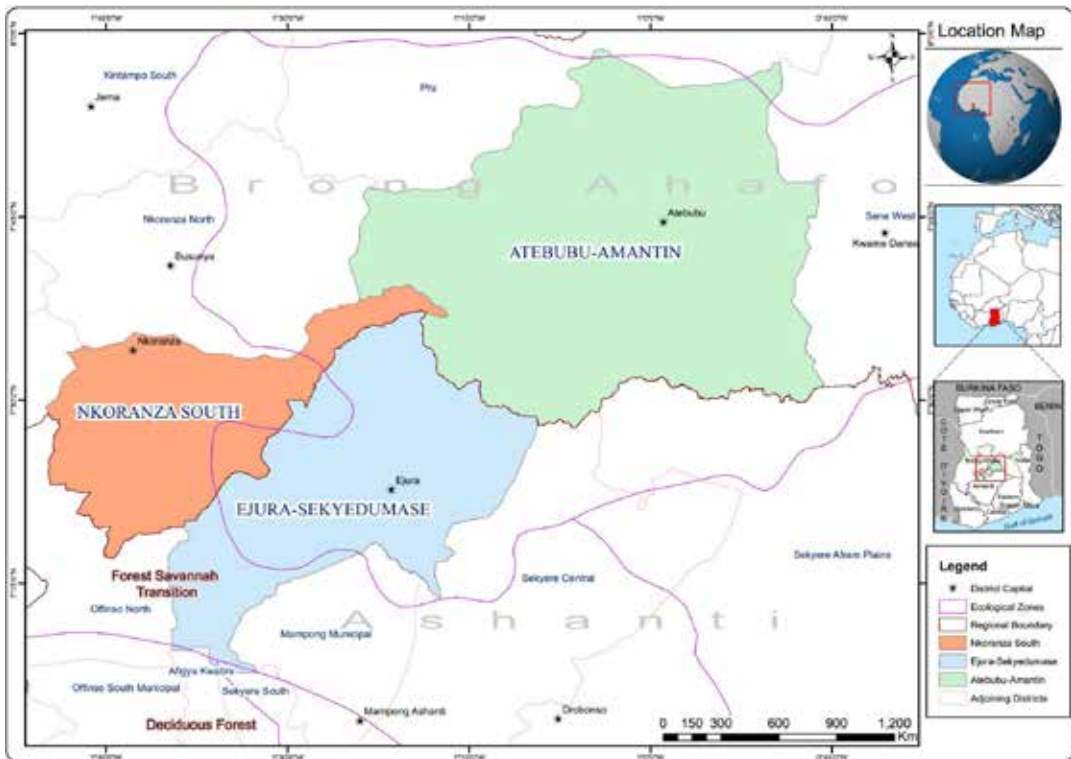 Location Map
Kintampo South
Jema
Pru
Brong Ahafo
Nkoranza North
Atebubu
Sene West
Kwame Danso
Busunya
ATEBUBU-AMANTIN
Nkoranza
NKORANZA SOUTH
Ejura
EJURA-SEKYEDUMASE
Forest Savannah
Transition
Offinso North
Sekyere Central
Sekyere Afram Plains
Ashanti
Mampong Municipal
Afigya Kwabre
Offinso South Municipal
Sekyere South
Deciduous Forest
Mampong Ashanti
Drobonso
0 150 300 600 900 1,200
Km
BURKINA FASO
BENIN
COTE D'IVOIRE
TOGO
Northern
Ashanti
Gulf of Guinea
Legend
District Capital
Ecological Zones
Regional Boundary
Nkoranza South
Ejura-Sekyedumase
Atebubu-Amantin
Adjoining Districts